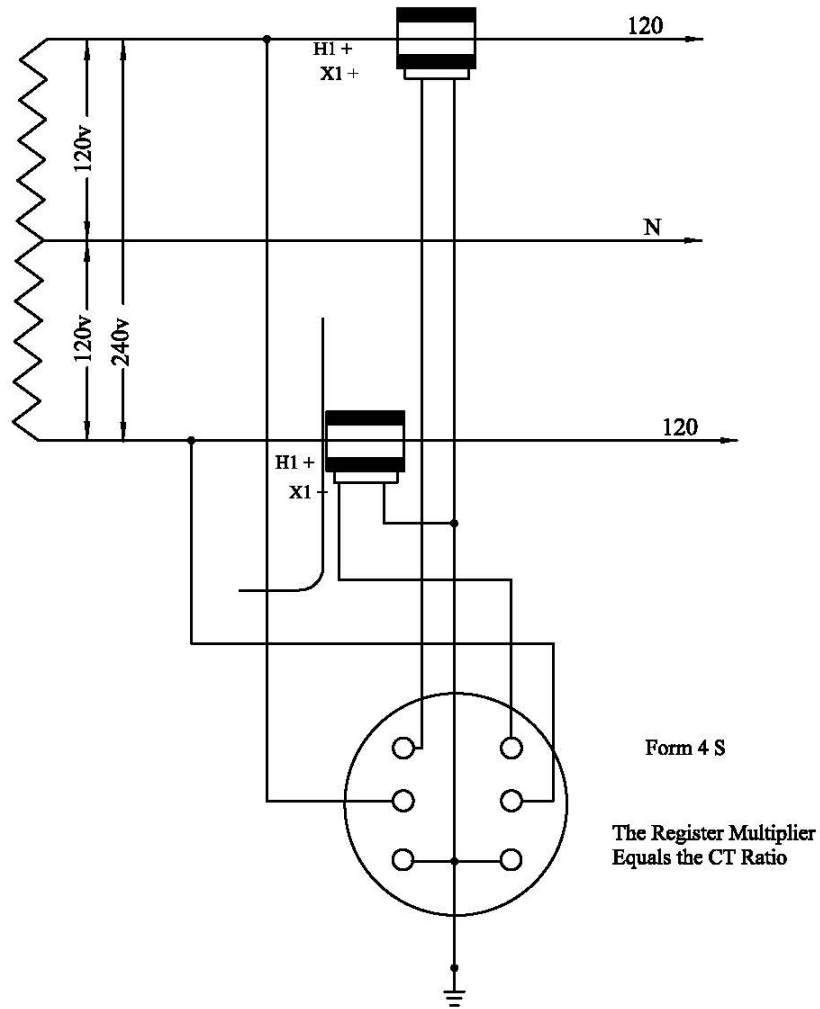 120
H1 +
X1 +
120v
N
120v
240v
120
H1 +
X1 +
Form 4 S
The Register Multiplier
Equals the CT Ratio